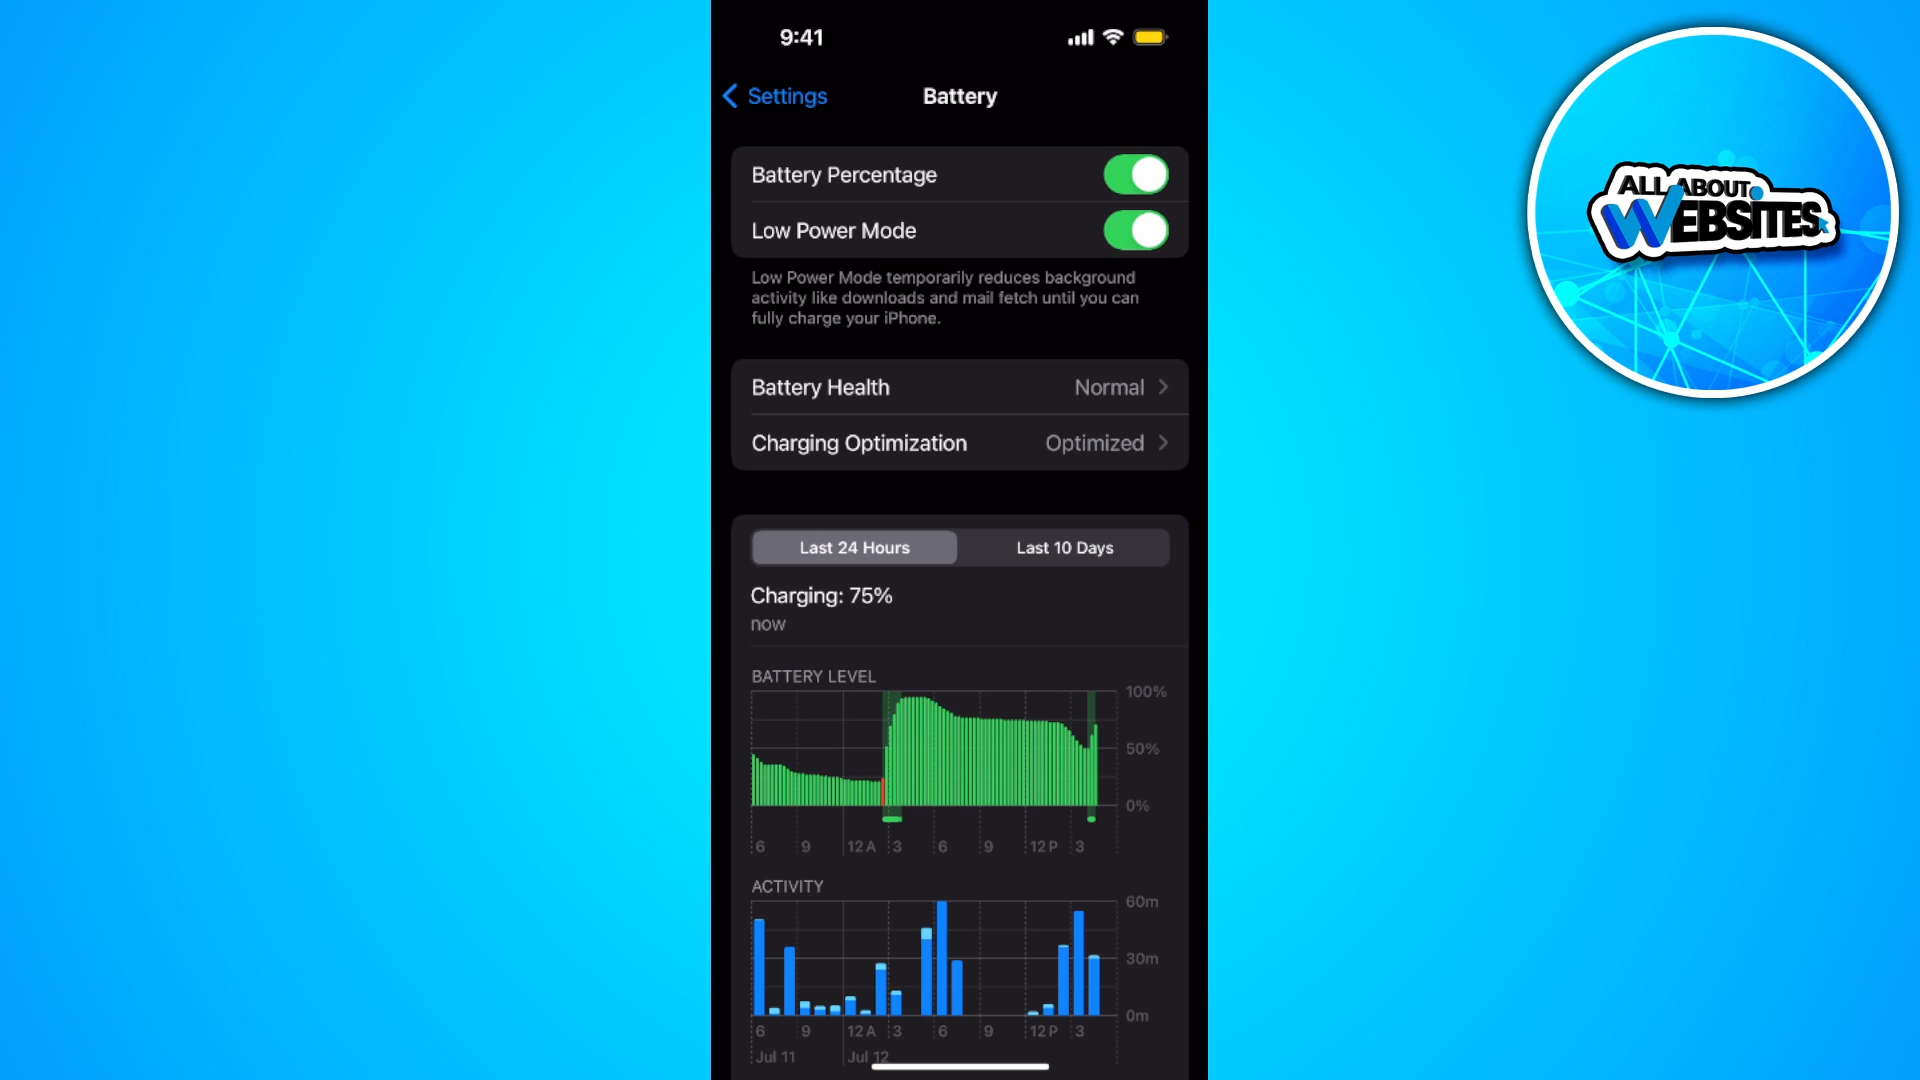 9:41
Settings
Battery
Battery Percentage
Low Power Mode
Low Power Mode temporarily reduces background
activity like downloads and mail fetch until you can
fully charge your iPhone.
Battery Health Normal
Charging Optimization Optimized
Last 24 Hours Last 10 Days
Charging: 75%
now
BATTERY LEVEL
100%
50%
0%
6 9 12 A 3 6 9 12 P 3
ACTIVITY
60m
30m
0m
6 9 12 A 3 6 9 12 P 3
Jul 11 Jul 12
ALL ABOUT
WEBSITES